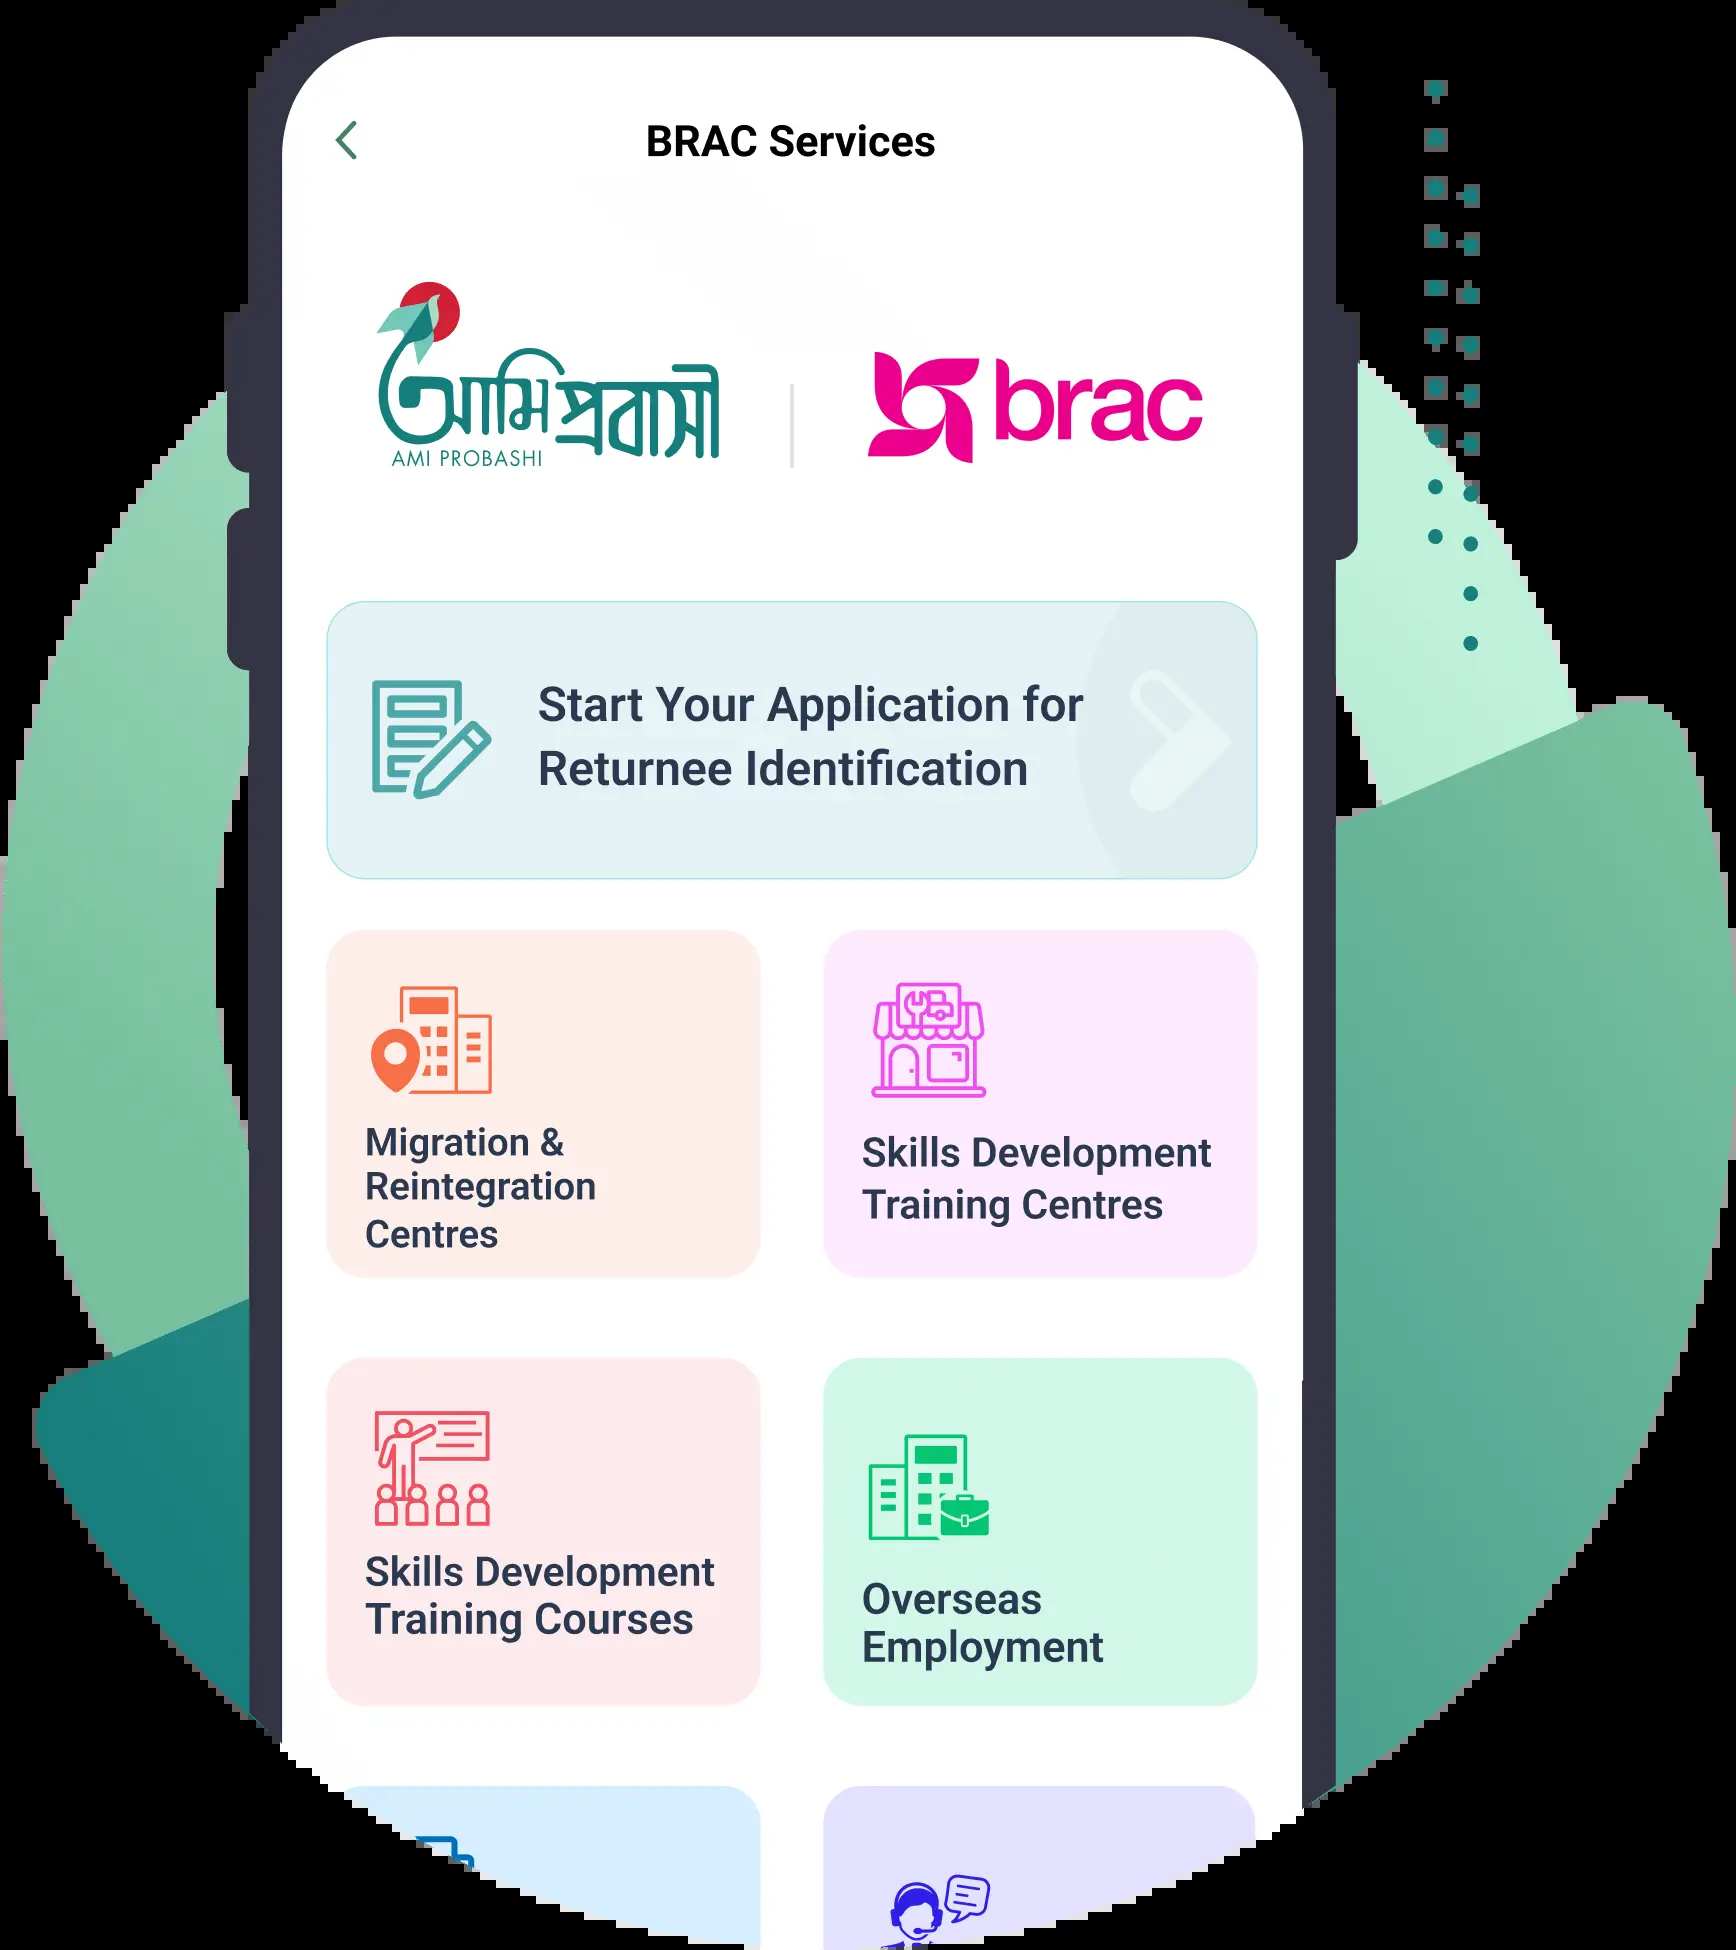 BRAC Services
আমি প্রবাসী
AMI PROBASHI
brac
Start Your Application for
Returnee Identification
Migration &
Reintegration
Centres
Skills Development
Training Centres
Skills Development
Training Courses
Overseas
Employment